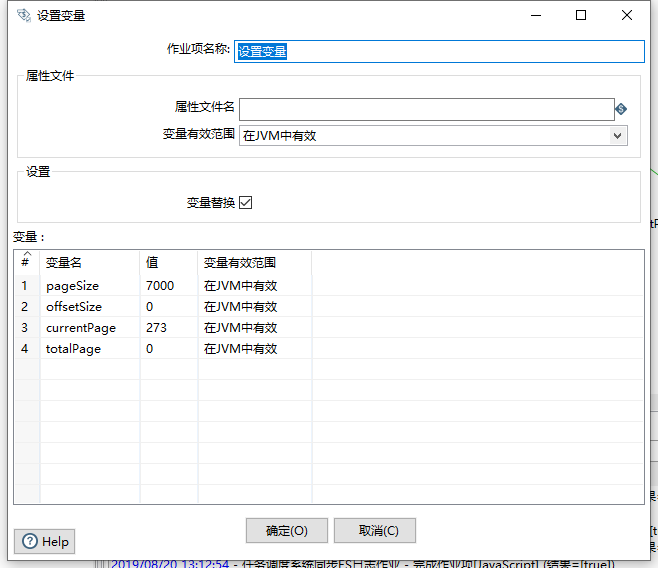 设置变量
作业项名称: 设置变量
属性文件
属性文件名
变量有效范围 在JVM中有效
设置
变量替换
变量：
# 变量名 值 变量有效范围
1 pageSize 7000 在JVM中有效
2 offsetSize 0 在JVM中有效
3 currentPage 273 在JVM中有效
4 totalPage 0 在JVM中有效
确定(O) 取消(C)
Help
2019/08/20 13:12:54 - 任务调度系统同步ES日志作业 - 完成作业项[JavaScript] (结果=[true])